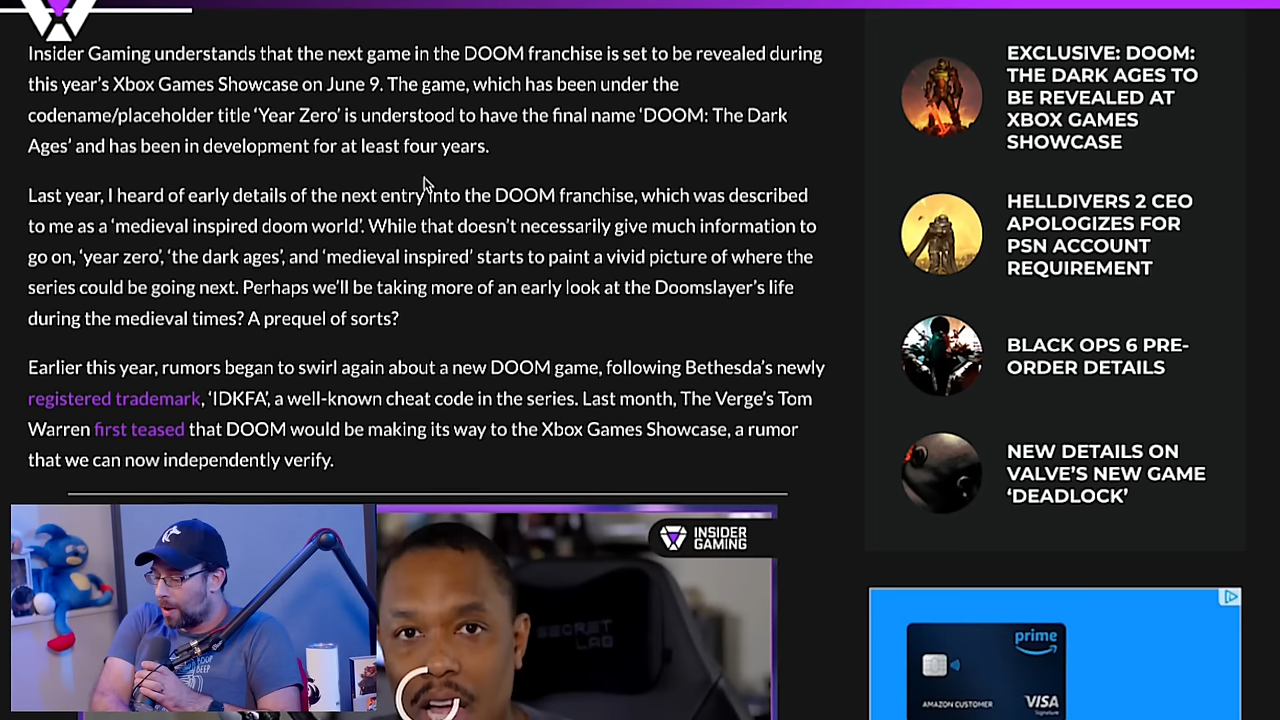 Insider Gaming understands that the next game in the DOOM franchise is set to be revealed during
this year's Xbox Games Showcase on June 9. The game, which has been under the
codename/placeholder title ‘Year Zero’ is understood to have the final name ‘DOOM: The Dark
Ages’ and has been in development for at least four years.
Last year, I heard of early details of the next entry into the DOOM franchise, which was described
to me as a ‘medieval inspired doom world’. While that doesn’t necessarily give much information to
go on, ‘year zero’, ‘the dark ages’, and ‘medieval inspired’ starts to paint a vivid picture of where the
series could be going next. Perhaps we’ll be taking more of an early look at the Doomslayer’s life
during the medieval times? A prequel of sorts?
Earlier this year, rumors began to swirl again about a new DOOM game, following Bethesda’s newly
registered trademark, ‘IDKFA’, a well-known cheat code in the series. Last month, The Verge’s Tom
Warren first teased that DOOM would be making its way to the Xbox Games Showcase, a rumor
that we can now independently verify.
EXCLUSIVE: DOOM:
THE DARK AGES TO
BE REVEALED AT
XBOX GAMES
SHOWCASE
HELLDIVERS 2 CEO
APOLOGIZES FOR
PSN ACCOUNT
REQUIREMENT
BLACK OPS 6 PRE-
ORDER DETAILS
NEW DETAILS ON
VALVE’S NEW GAME
‘DEADLOCK’
INSIDER
GAMING
SECRET
LAB
BEEP
prime
AMAZON CUSTOMER
VISA
Signature